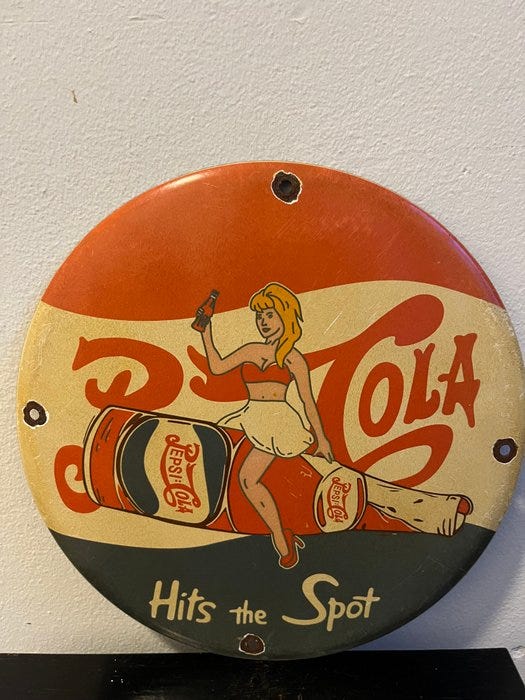 COLA
PEPSI:COLA
PEPSI:COLA
Hits the Spot